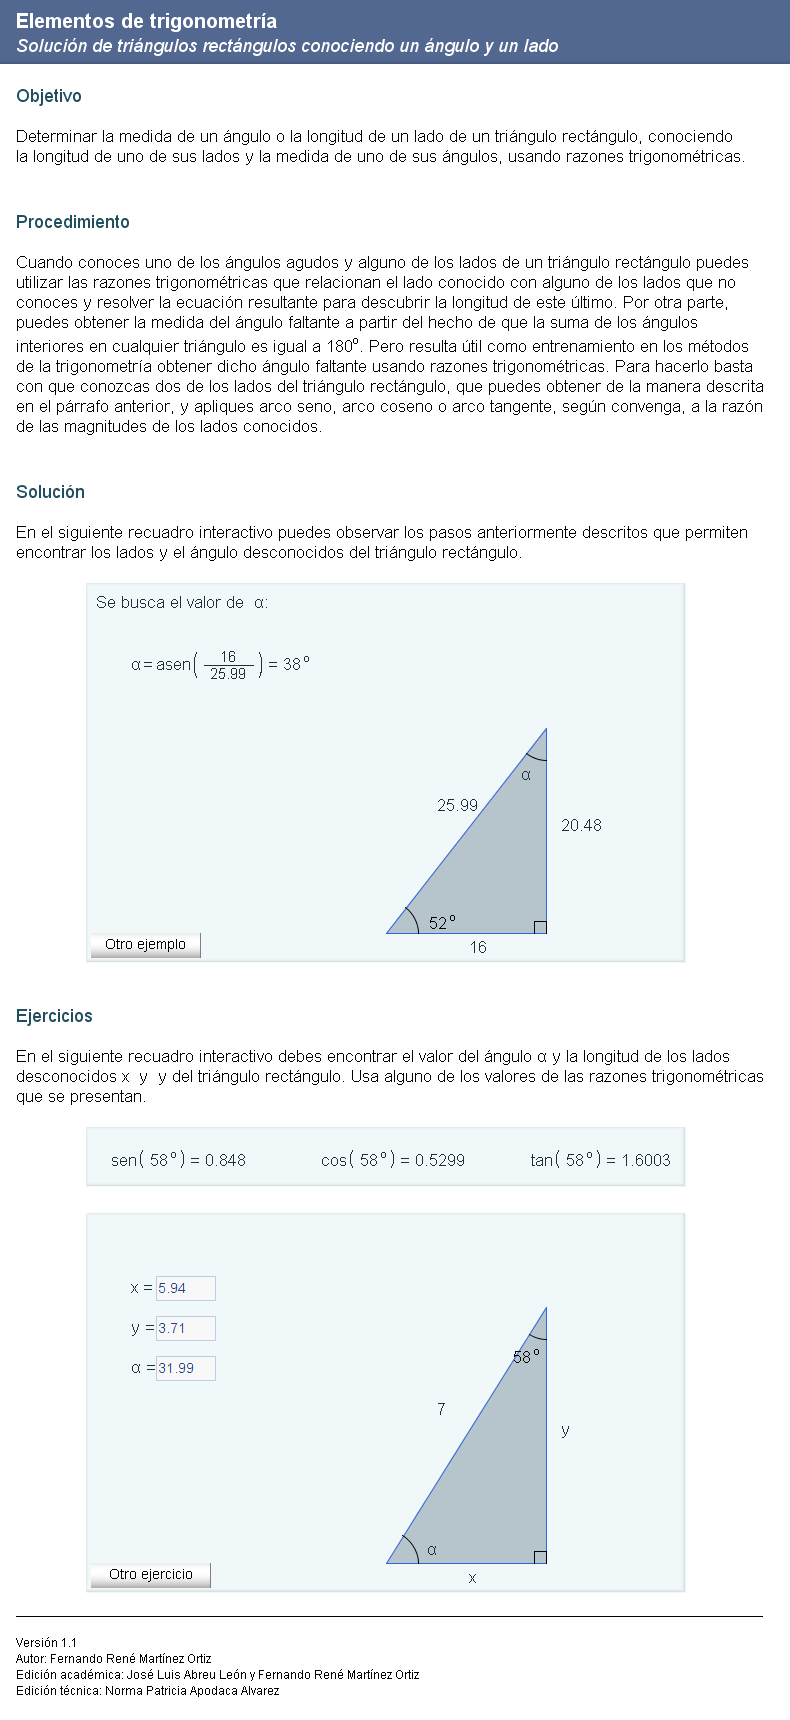 Elementos de trigonometría
Solución de triángulos rectángulos conociendo un ángulo y un lado
Objetivo
Determinar la medida de un ángulo o la longitud de un lado de un triángulo rectángulo, conociendo
la longitud de uno de sus lados y la medida de uno de sus ángulos, usando razones trigonométricas.
Procedimiento
Cuando conoces uno de los ángulos agudos y alguno de los lados de un triángulo rectángulo puedes
utilizar las razones trigonométricas que relacionan el lado conocido con alguno de los lados que no
conoces y resolver la ecuación resultante para descubrir la longitud de este último. Por otra parte,
puedes obtener la medida del ángulo faltante a partir del hecho de que la suma de los ángulos
interiores en cualquier triángulo es igual a 180º. Pero resulta útil como entrenamiento en los métodos
de la trigonometría obtener dicho ángulo faltante usando razones trigonométricas. Para hacerlo basta
con que conozcas dos de los lados del triángulo rectángulo, que puedes obtener de la manera descrita
en el párrafo anterior, y apliques arco seno, arco coseno o arco tangente, según convenga, a la razón
de las magnitudes de los lados conocidos.
Solución
En el siguiente recuadro interactivo puedes observar los pasos anteriormente descritos que permiten
encontrar los lados y el ángulo desconocidos del triángulo rectángulo.
Se busca el valor de α:
α = asen( 16 / 25.99 ) = 38º
α
25.99
20.48
52º
16
Otro ejemplo
Ejercicios
En el siguiente recuadro interactivo debes encontrar el valor del ángulo α y la longitud de los lados
desconocidos x y y del triángulo rectángulo. Usa alguno de los valores de las razones trigonométricas
que se presentan.
sen( 58º ) = 0.848 cos( 58º ) = 0.5299 tan( 58º ) = 1.6003
x = 5.94
y = 3.71
α = 31.99
58º
7
y
α
x
Otro ejercicio
Versión 1.1
Autor: Fernando René Martínez Ortiz
Edición académica: José Luis Abreu León y Fernando René Martínez Ortiz
Edición técnica: Norma Patricia Apodaca Alvarez